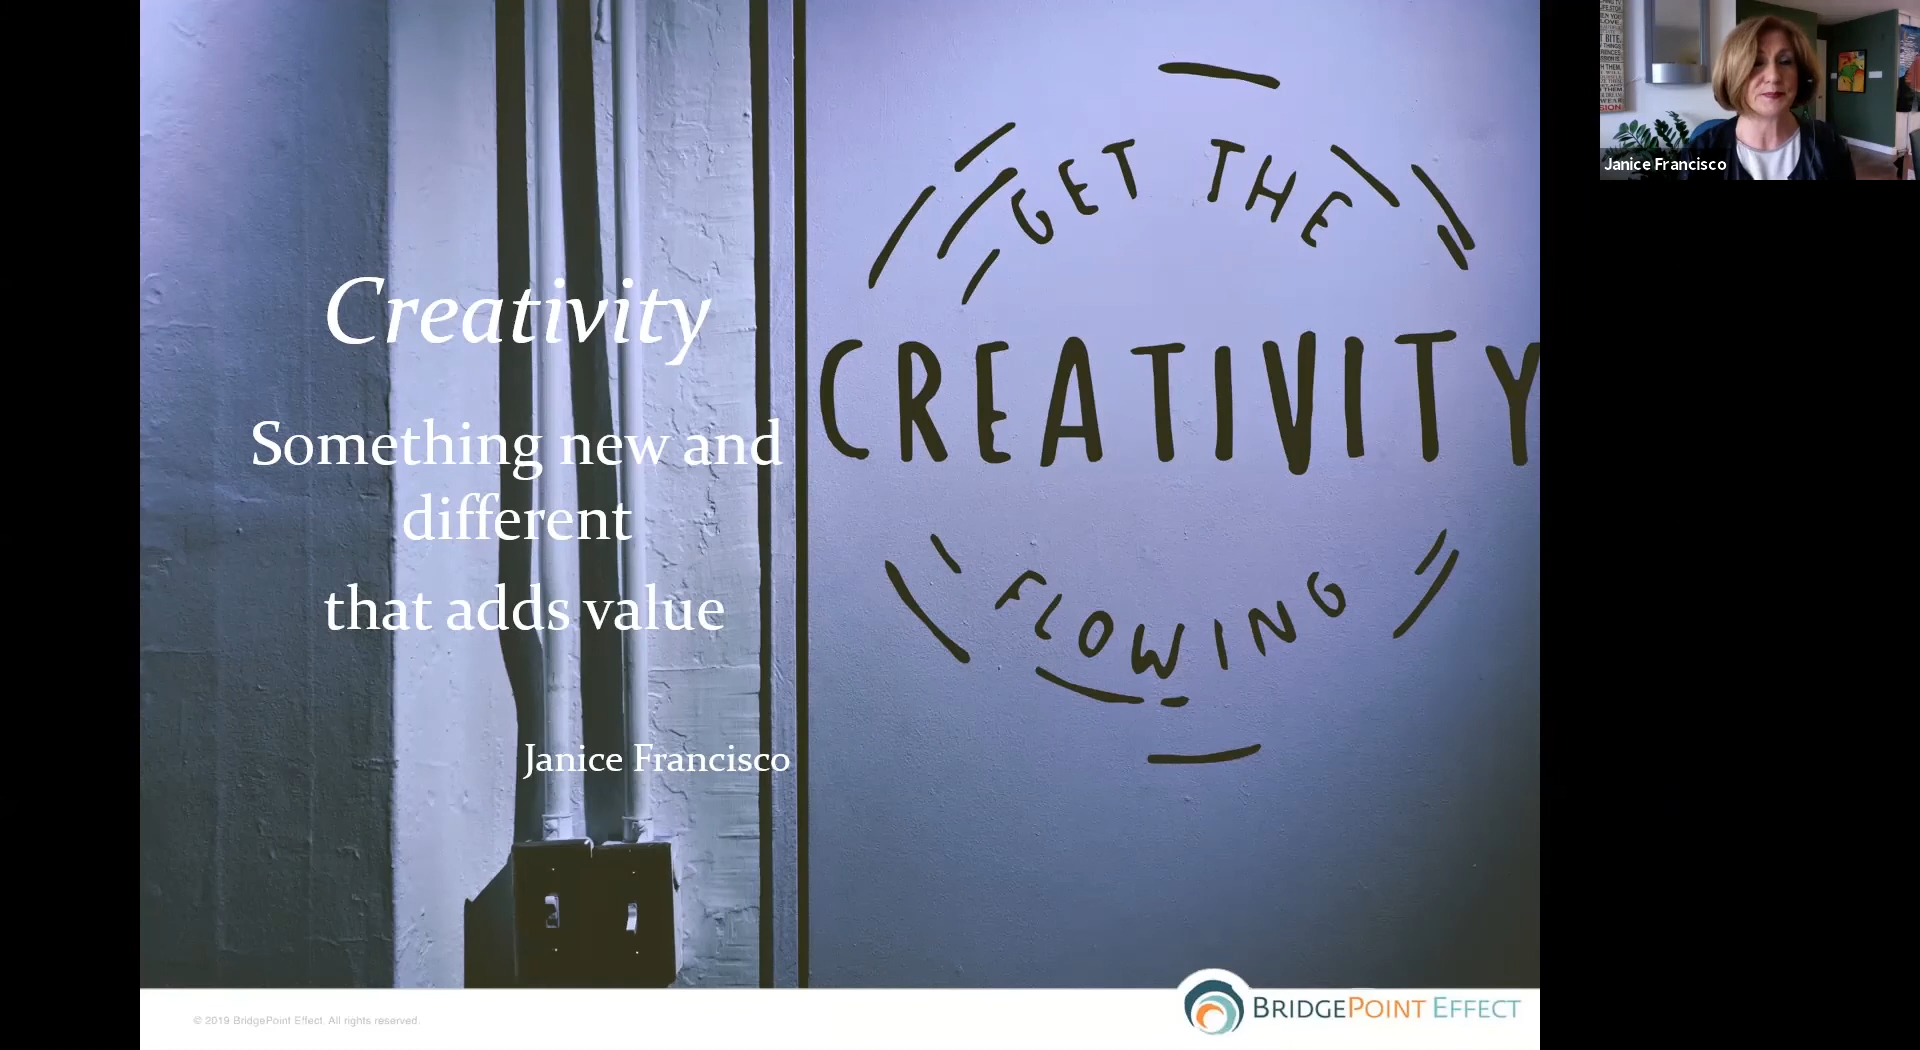 Creativity
Something new and
different
that adds value
Janice Francisco
GET THE
CREATIVITY
FLOWING
© 2019 BridgePoint Effect. All rights reserved.
BRIDGEPOINT EFFECT
Janice Francisco